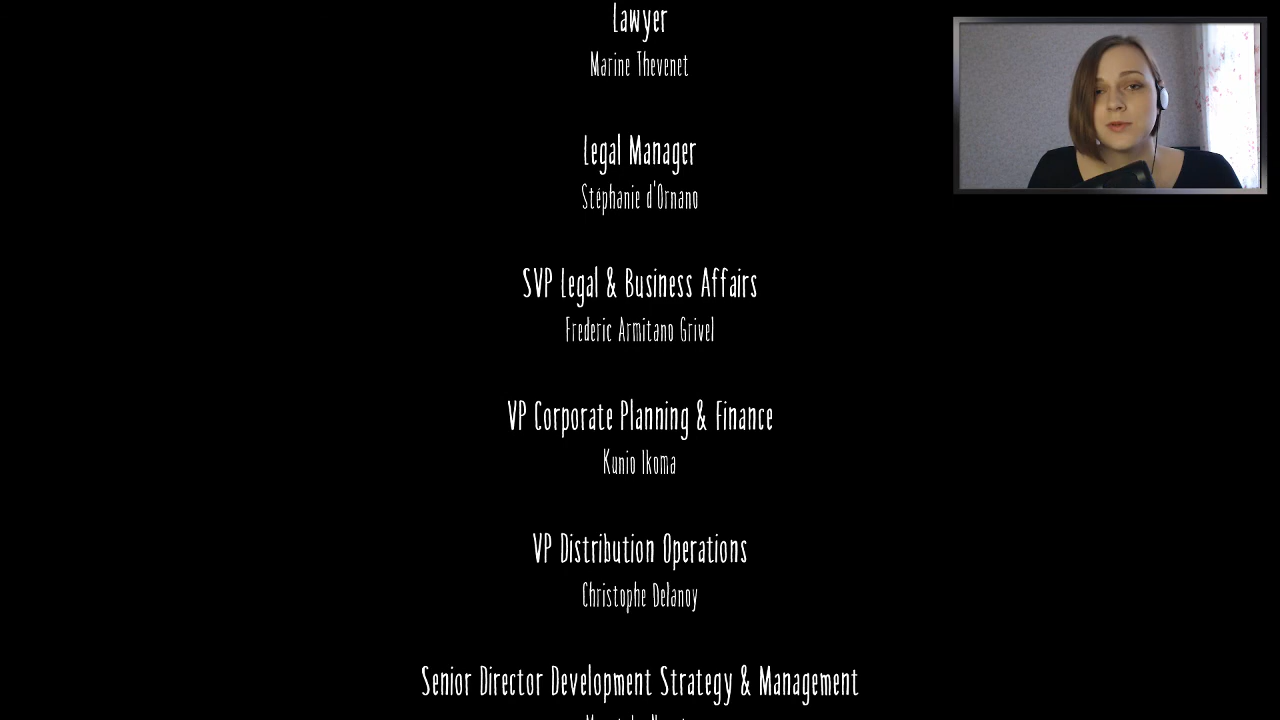 Lawyer
Marine Thevenet
Legal Manager
Stéphanie d'Ornano
SVP Legal & Business Affairs
Frederic Armitano Grivel
VP Corporate Planning & Finance
Kunio Ikoma
VP Distribution Operations
Christophe Delanoy
Senior Director Development Strategy & Management